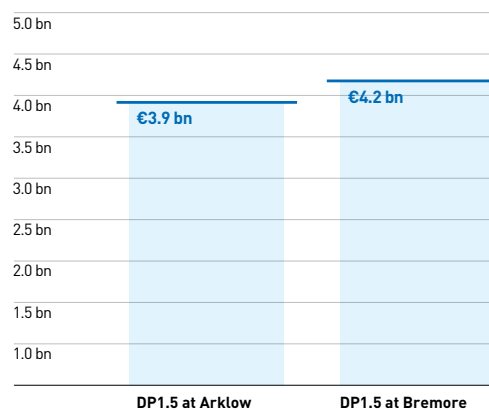 5.0 bn
4.5 bn
€4.2 bn
4.0 bn
€3.9 bn
3.5 bn
3.0 bn
2.5 bn
2.0 bn
1.5 bn
1.0 bn
DP1.5 at Arklow DP1.5 at Bremore